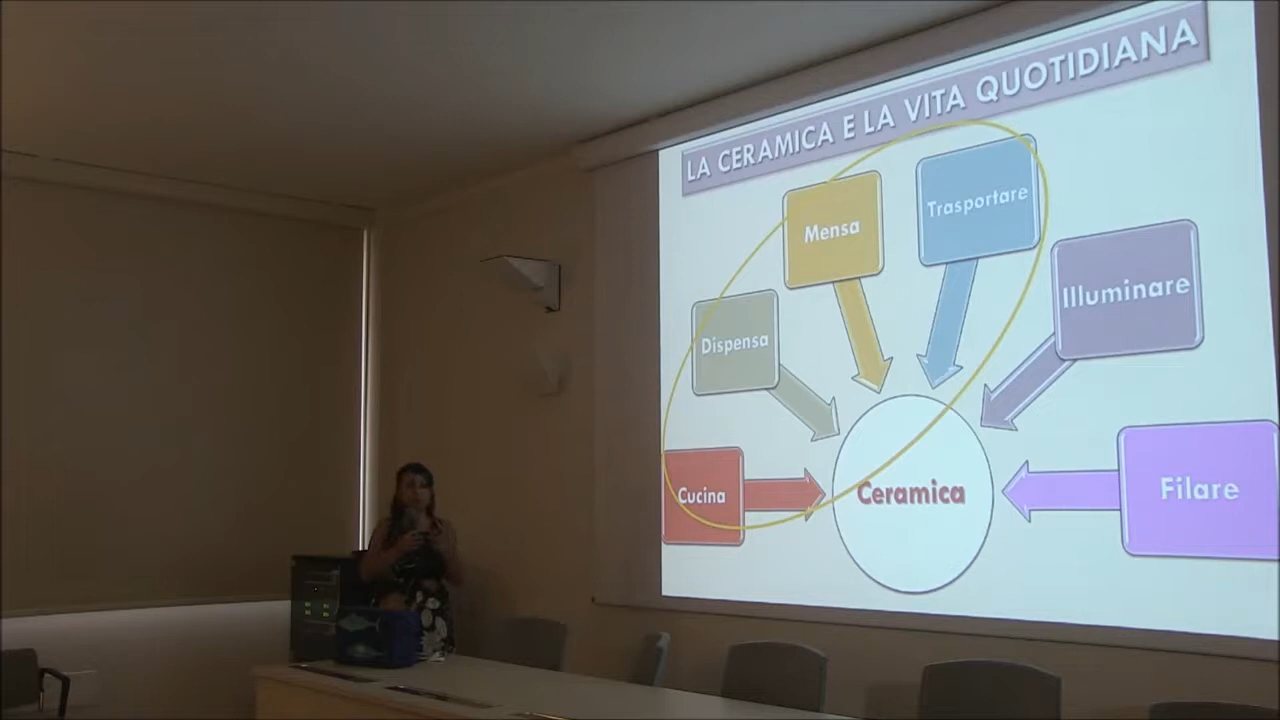 LA CERAMICA E LA VITA QUOTIDIANA
Mensa
Trasportare
Dispensa
Illuminare
Cucina
Ceramica
Filare